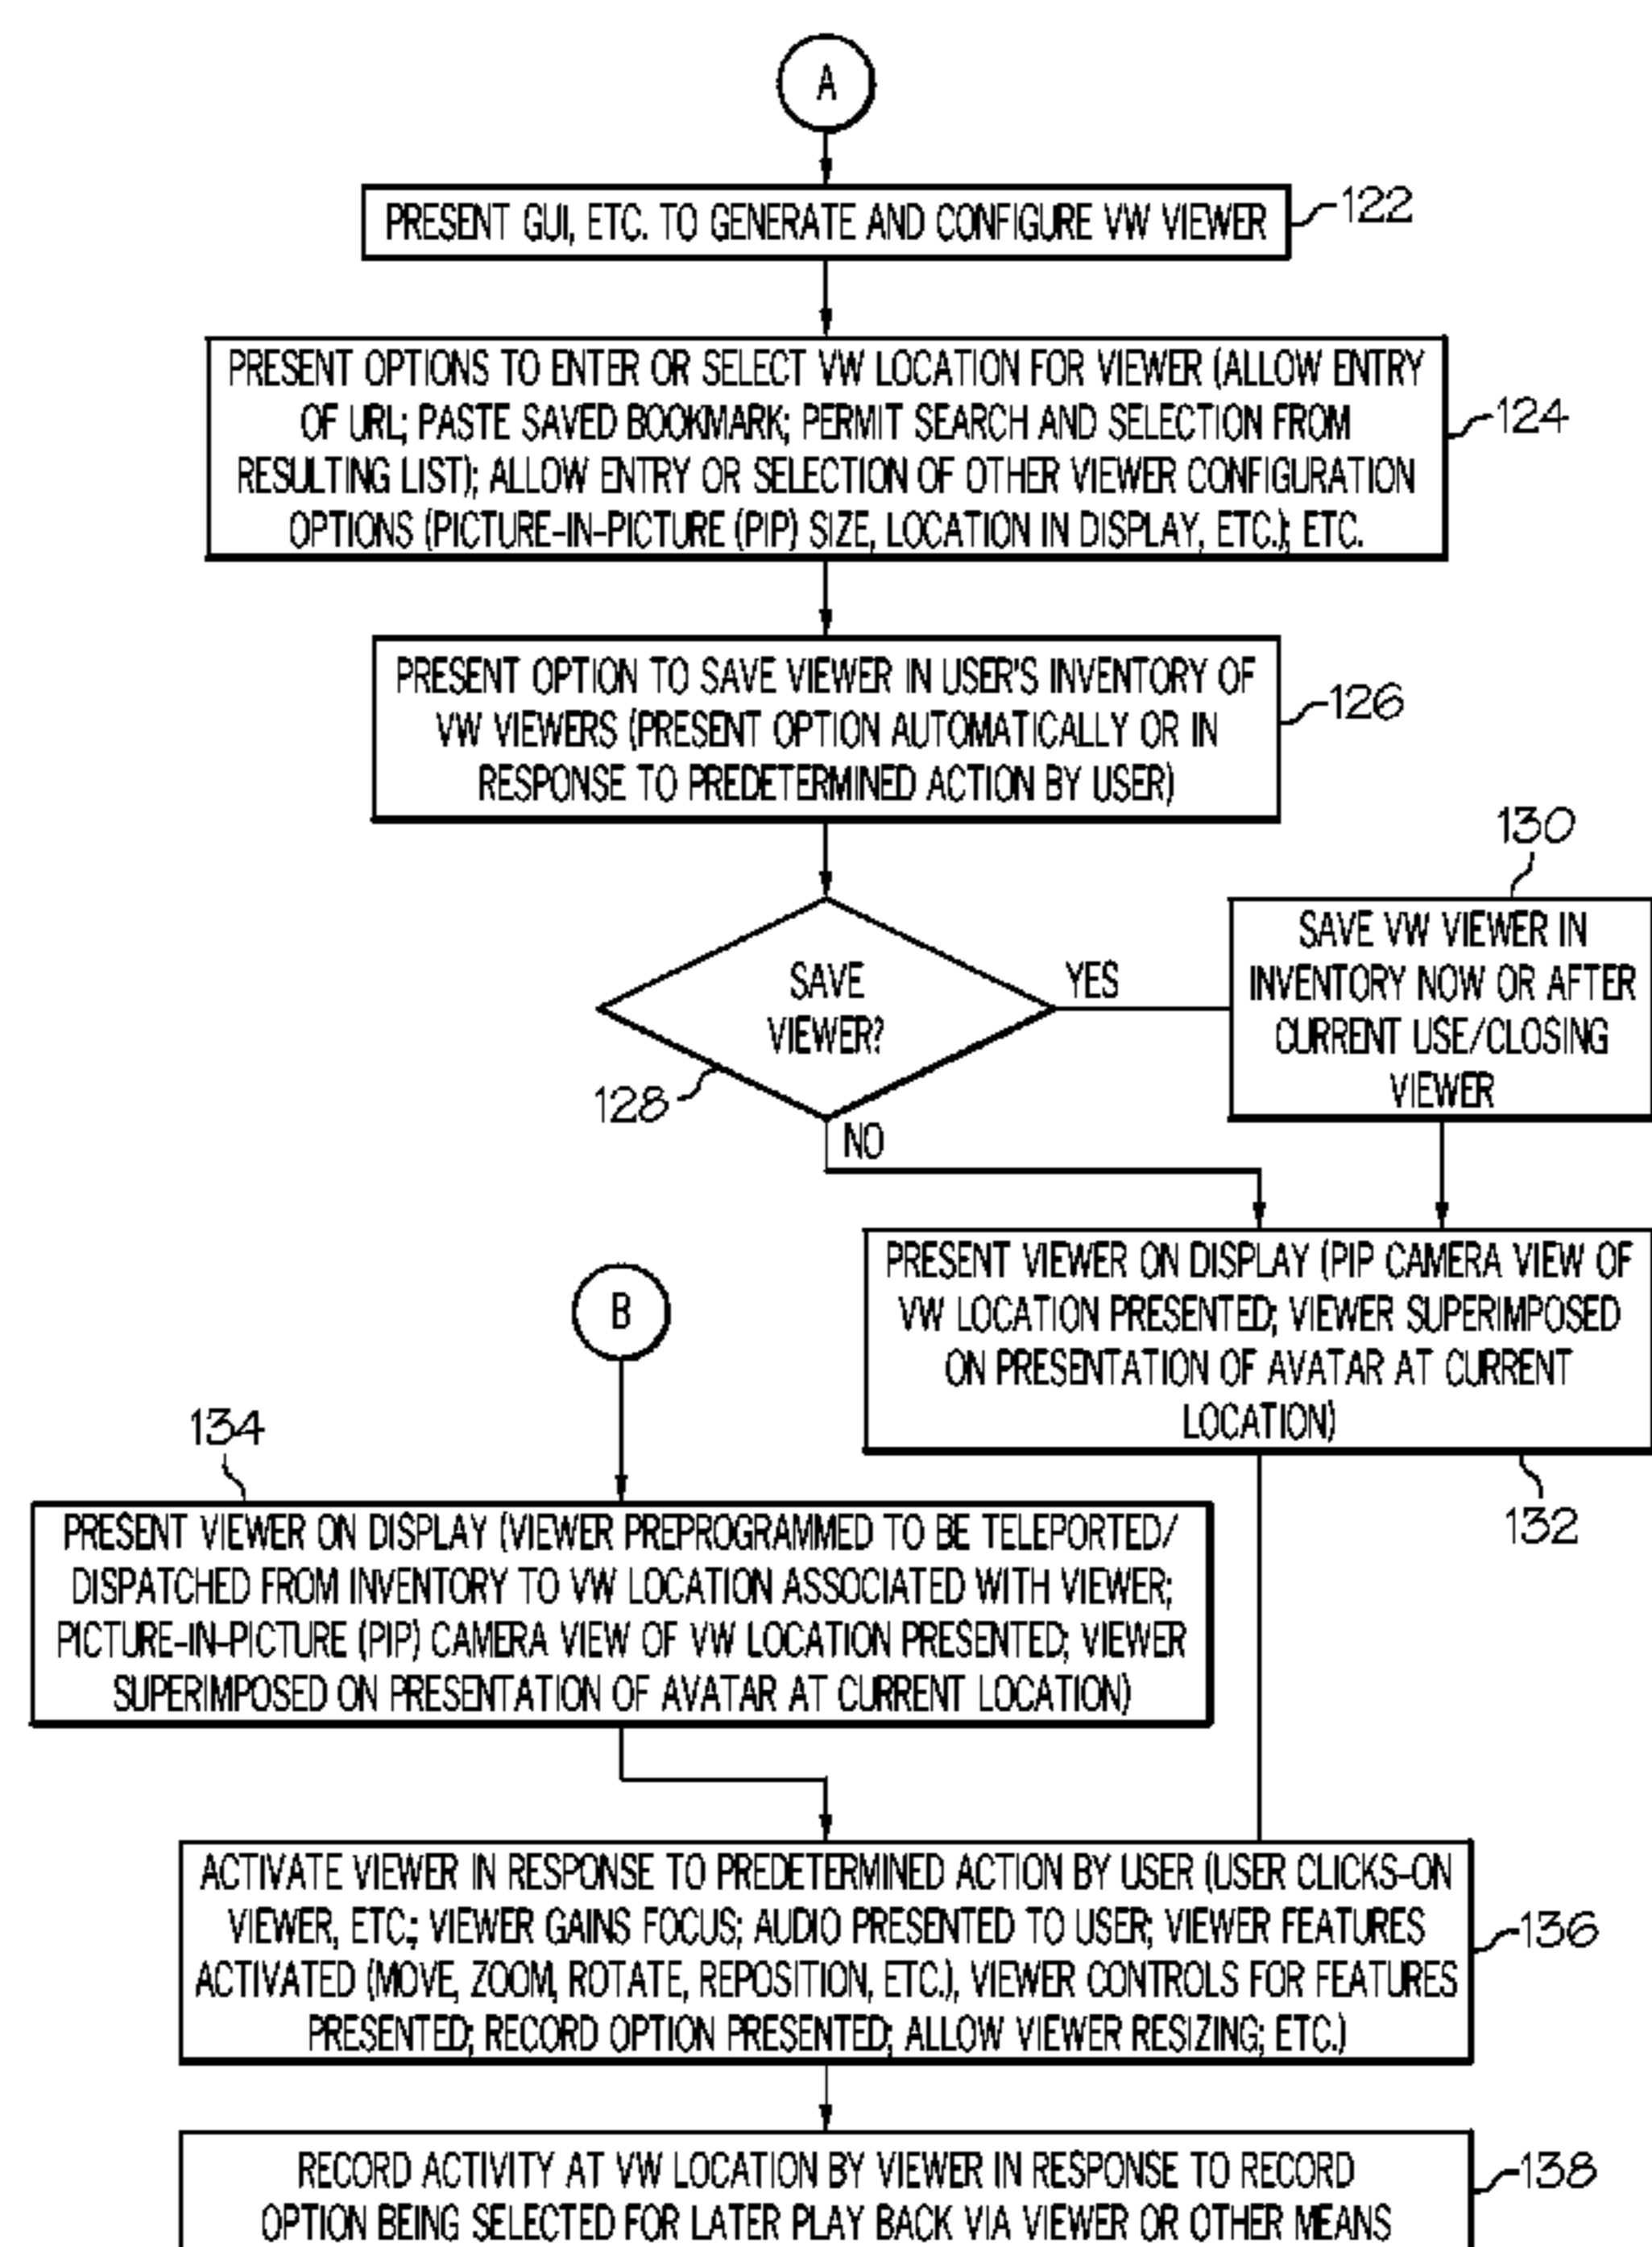 A
PRESENT GUI, ETC. TO GENERATE AND CONFIGURE VW VIEWER
122
PRESENT OPTIONS TO ENTER OR SELECT VW LOCATION FOR VIEWER (ALLOW ENTRY
OF URL; PASTE SAVED BOOKMARK; PERMIT SEARCH AND SELECTION FROM
RESULTING LIST); ALLOW ENTRY OR SELECTION OF OTHER VIEWER CONFIGURATION
OPTIONS (PICTURE-IN-PICTURE (PIP) SIZE, LOCATION IN DISPLAY, ETC.); ETC.
124
PRESENT OPTION TO SAVE VIEWER IN USER'S INVENTORY OF
VW VIEWERS (PRESENT OPTION AUTOMATICALLY OR IN
RESPONSE TO PREDETERMINED ACTION BY USER)
126
130
SAVE VW VIEWER IN
INVENTORY NOW OR AFTER
CURRENT USE/CLOSING
VIEWER
SAVE
VIEWER?
YES
128
NO
PRESENT VIEWER ON DISPLAY (PIP CAMERA VIEW OF
VW LOCATION PRESENTED; VIEWER SUPERIMPOSED
ON PRESENTATION OF AVATAR AT CURRENT
LOCATION)
132
B
134
PRESENT VIEWER ON DISPLAY (VIEWER PREPROGRAMMED TO BE TELEPORTED/
DISPATCHED FROM INVENTORY TO VW LOCATION ASSOCIATED WITH VIEWER;
PICTURE-IN-PICTURE (PIP) CAMERA VIEW OF VW LOCATION PRESENTED; VIEWER
SUPERIMPOSED ON PRESENTATION OF AVATAR AT CURRENT LOCATION)
ACTIVATE VIEWER IN RESPONSE TO PREDETERMINED ACTION BY USER (USER CLICKS-ON
VIEWER, ETC.; VIEWER GAINS FOCUS; AUDIO PRESENTED TO USER; VIEWER FEATURES
ACTIVATED (MOVE, ZOOM, ROTATE, REPOSITION, ETC.), VIEWER CONTROLS FOR FEATURES
PRESENTED; RECORD OPTION PRESENTED; ALLOW VIEWER RESIZING; ETC.)
136
RECORD ACTIVITY AT VW LOCATION BY VIEWER IN RESPONSE TO RECORD
OPTION BEING SELECTED FOR LATER PLAY BACK VIA VIEWER OR OTHER MEANS
138